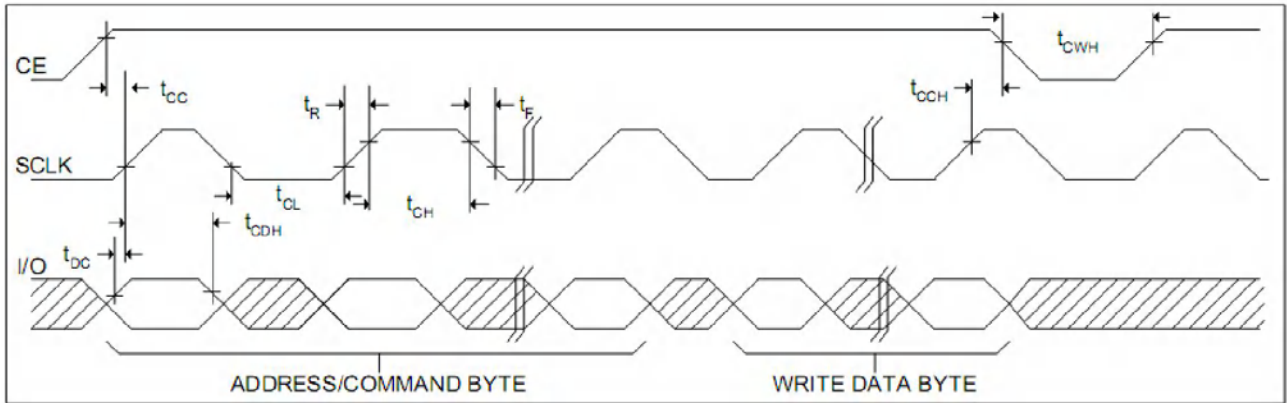 CE
t_CC
t_R
t_F
t_CCH
t_CWH
SCLK
t_CL
t_CH
t_CDH
t_DC
I/O
ADDRESS/COMMAND BYTE
WRITE DATA BYTE